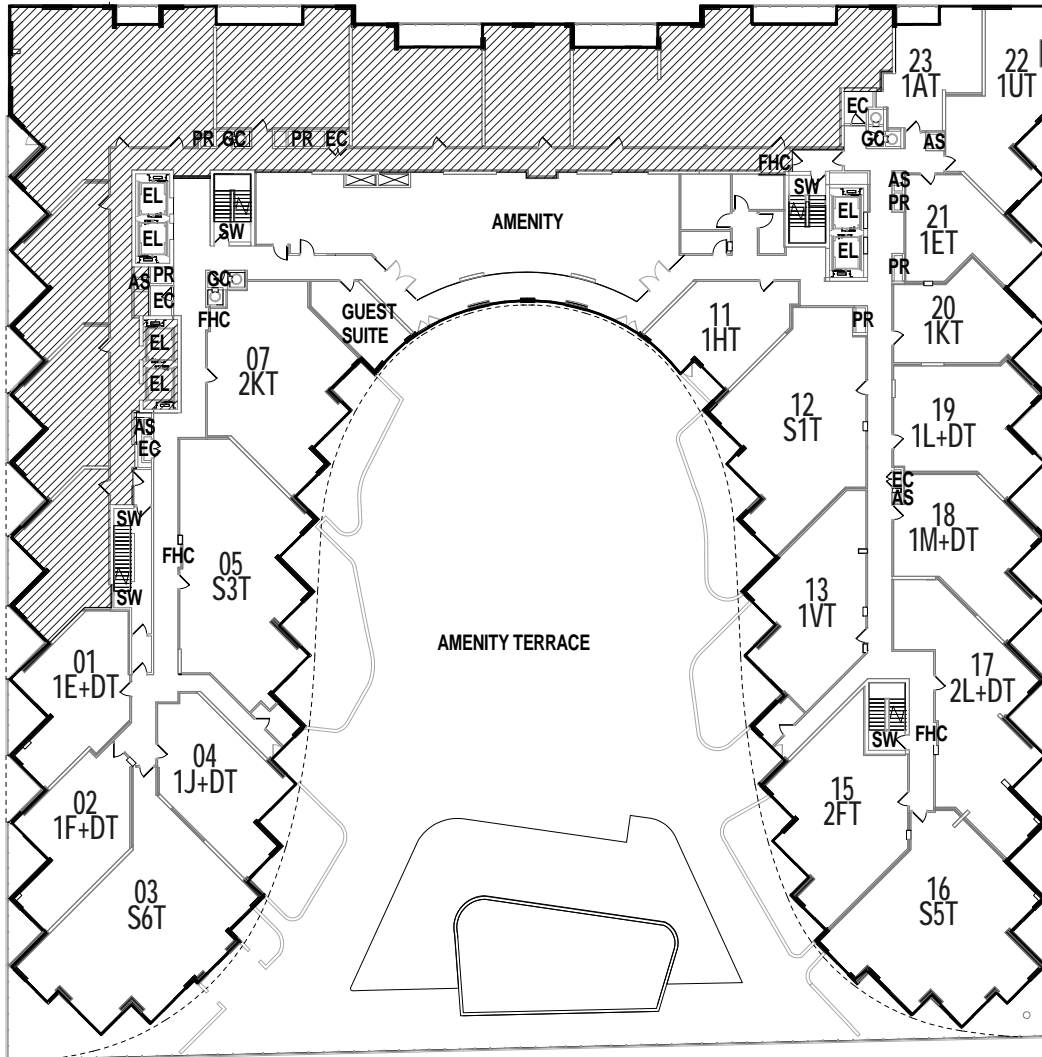 23
1AT
22
1UT
EC
PR
GC
PR
EC
GC
AS
FHC
SW
AS
PR
EL
EL
SW
AMENITY
EL
EL
21
1ET
PR
AS
PR
EC
GC
FHC
GUEST
SUITE
11
1HT
PR
20
1KT
EL
EL
07
2KT
12
S1T
19
1L+DT
AS
EC
EC
AS
18
1M+DT
SW
FHC
SW
05
S3T
13
1VT
AMENITY TERRACE
01
1E+DT
17
2L+DT
04
1J+DT
SW
FHC
02
1F+DT
15
2FT
03
S6T
16
S5T